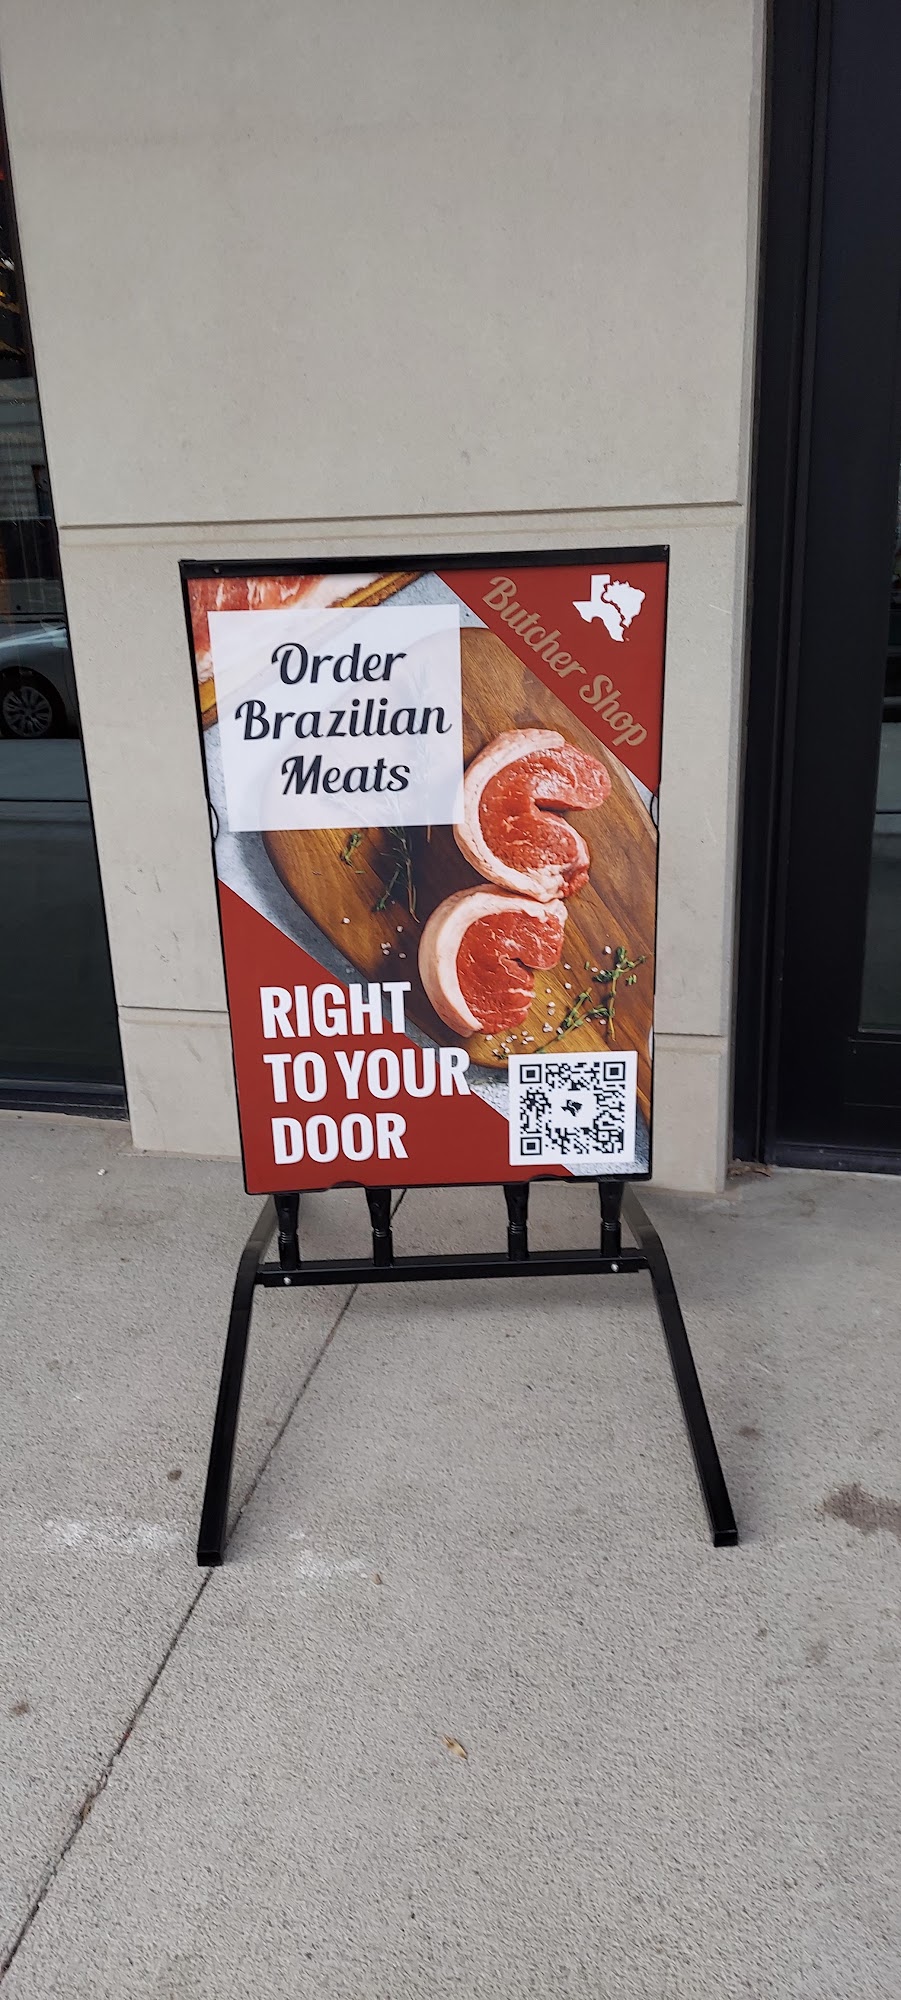 Butcher Shop
Order
Brazilian
Meats
RIGHT
TO YOUR
DOOR